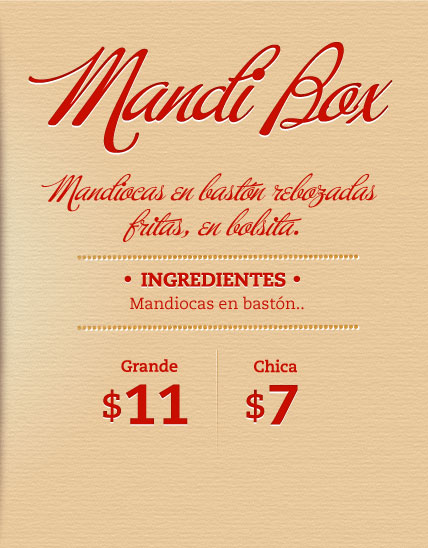 Mandi Box
Mandiocas en bastón rebozadas
fritas, en bolsita.
• INGREDIENTES •
Mandiocas en bastón..
Grande Chica
$11 $7